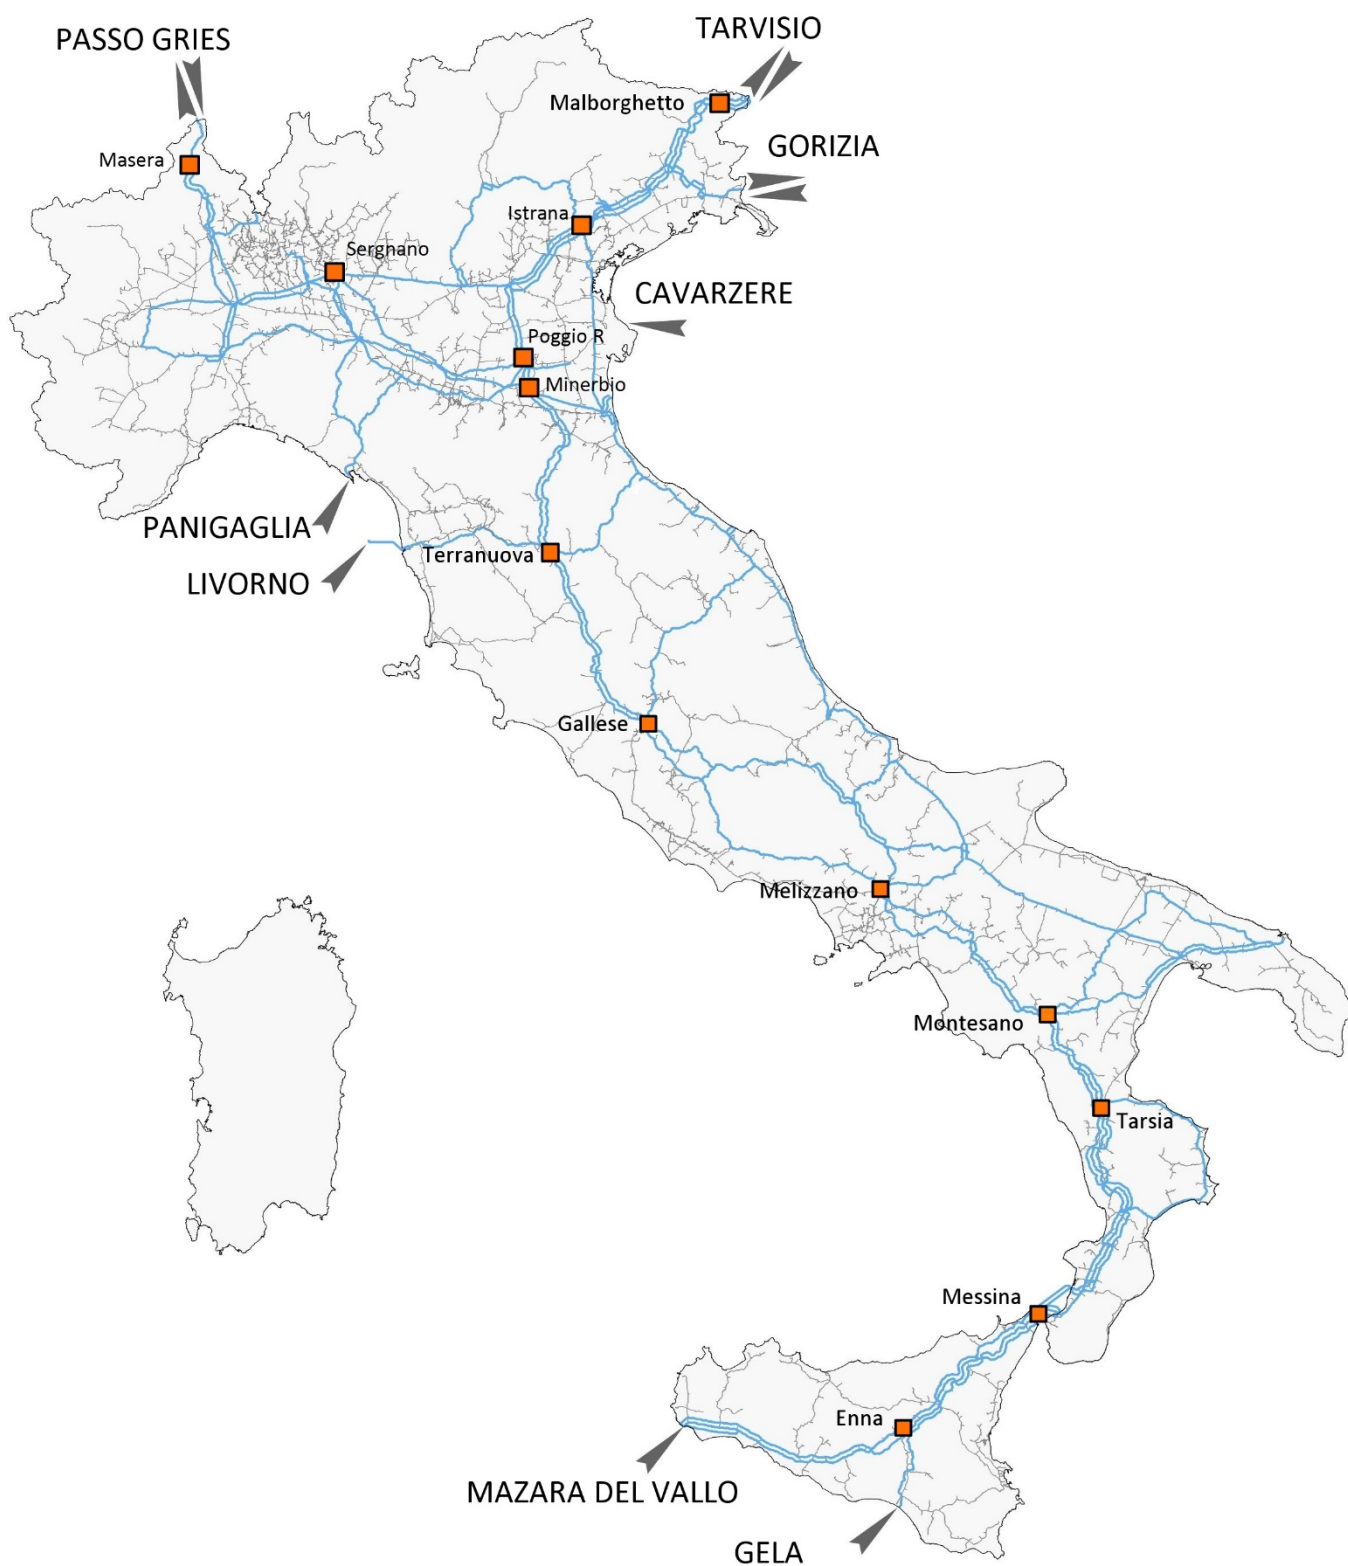 PASSO GRIES
TARVISIO
Malborghetto
GORIZIA
Masera
Istrana
Sergnano
CAVARZERE
Poggio R
Minerbio
PANIGAGLIA
Terranuova
LIVORNO
Gallese
Melizzano
Montesano
Tarsia
Messina
Enna
MAZARA DEL VALLO
GELA